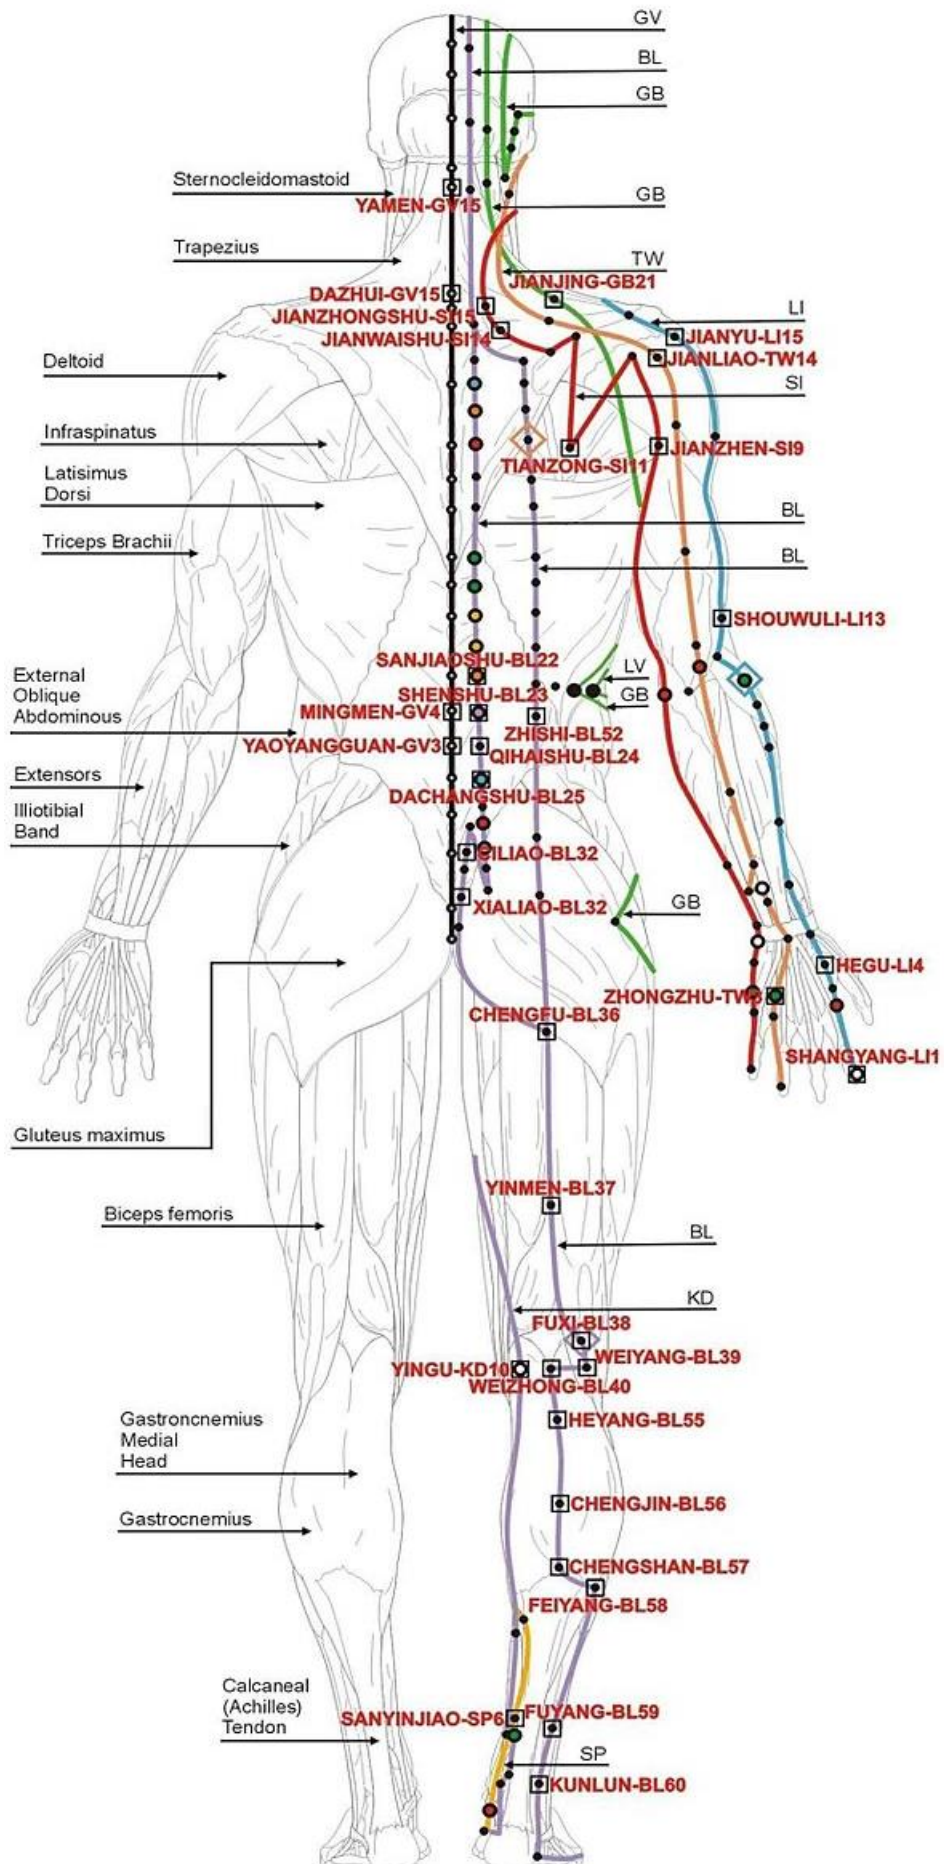 GV
BL
GB
Sternocleidomastoid
YAMEN-GV15
GB
Trapezius
TW
JIANJING-GB21
DAZHUI-GV15
LI
JIANZHONGSHU-SI15
JIANWAISHU-SI14
JIANYU-LI15
JIANLIAO-TW14
Deltoid
SI
Infraspinatus
JIANZHEN-SI9
TIANZONG-SI11
Latisimus
Dorsi
BL
Triceps Brachii
BL
SHOUWULI-LI13
SANJIAOSHU-BL22
LV
External
Oblique
Abdominous
SHENSHU-BL23
GB
MINGMEN-GV4
ZHISHI-BL52
YAOYANGGUAN-GV3
QIHAISHU-BL24
Extensors
DACHANGSHU-BL25
Illiotibial
Band
CILIAO-BL32
XIALIAO-BL32
GB
HEGU-LI4
ZHONGZHU-TW3
CHENGFU-BL36
SHANGYANG-LI1
Gluteus maximus
YINMEN-BL37
Biceps femoris
BL
KD
FUXI-BL38
WEIYANG-BL39
YINGU-KD10
WEIZHONG-BL40
Gastroncnemius
Medial
Head
HEYANG-BL55
CHENGJIN-BL56
Gastrocnemius
CHENGSHAN-BL57
FEIYANG-BL58
Calcaneal
(Achilles)
Tendon
SANYINJIAO-SP6
FUYANG-BL59
SP
KUNLUN-BL60